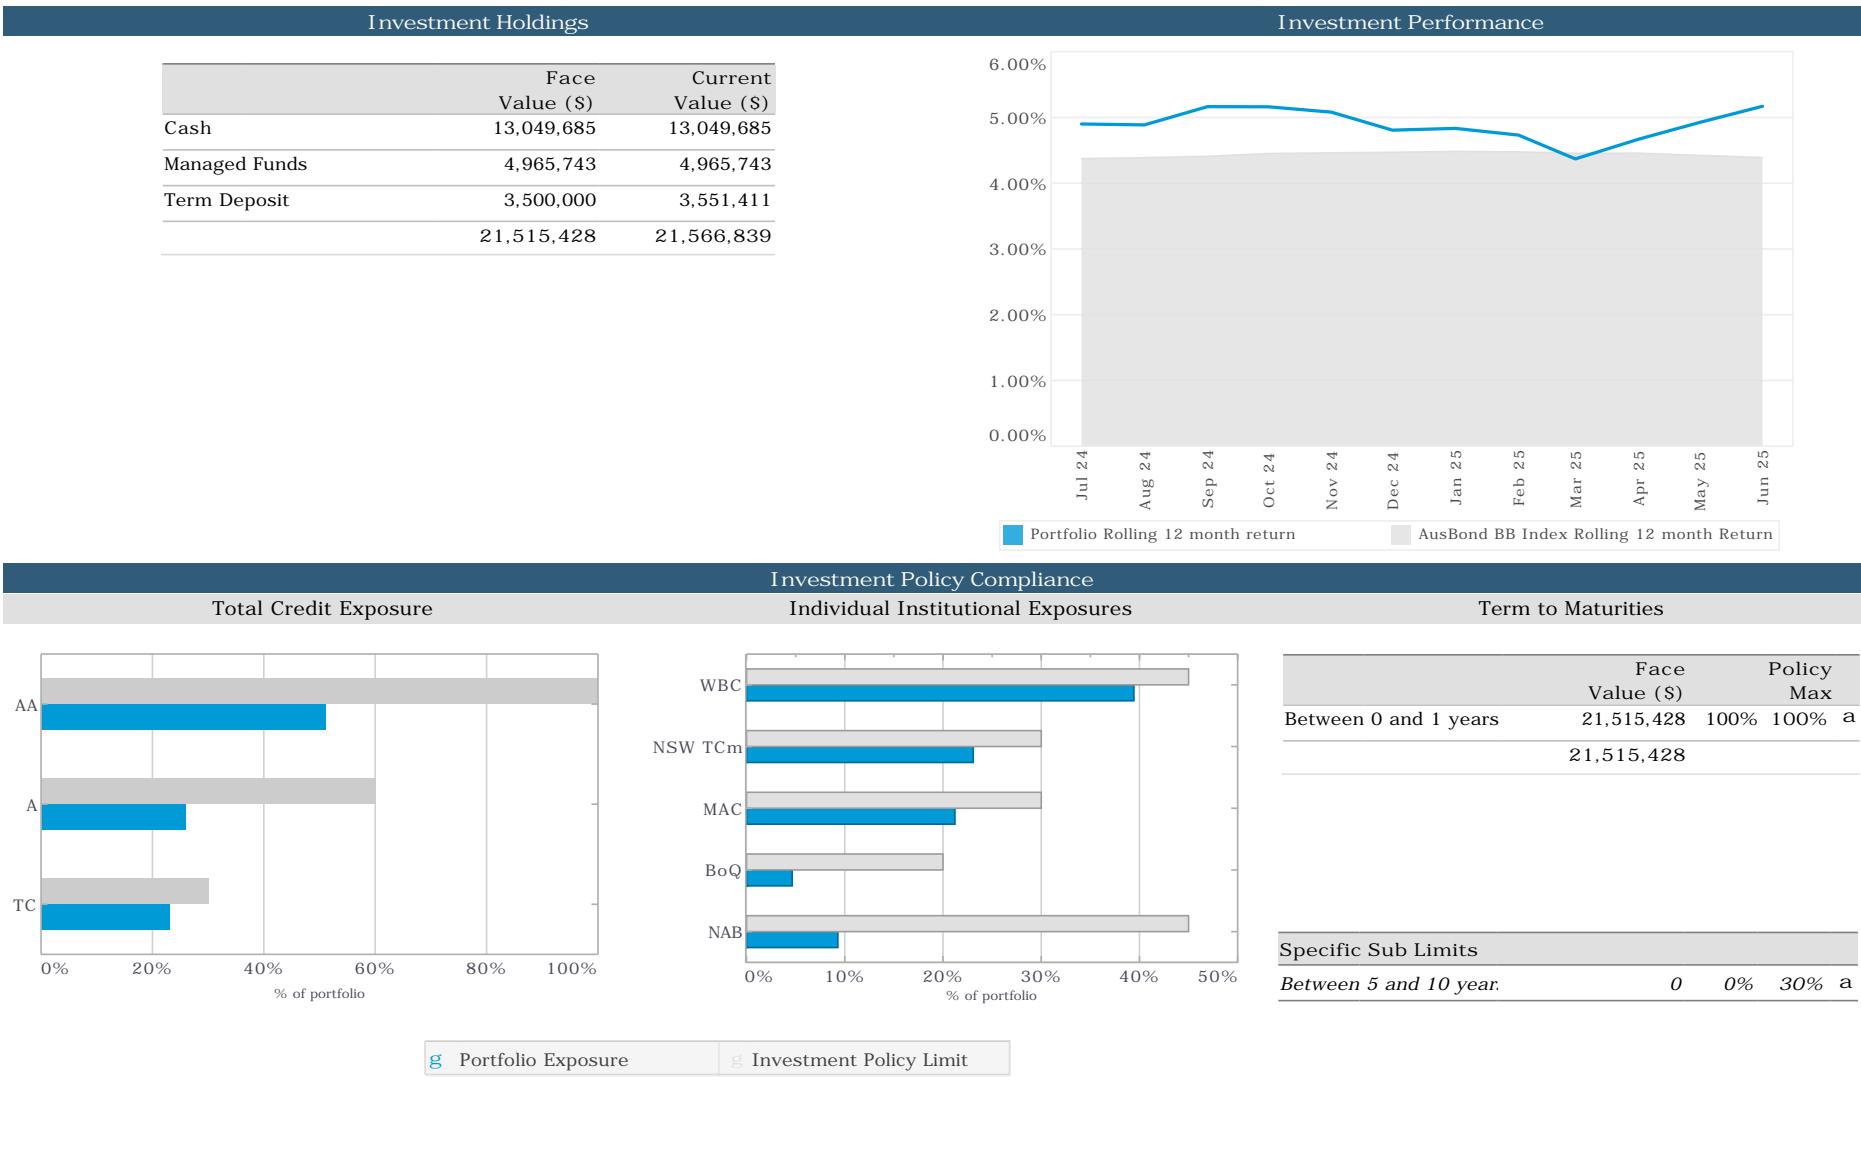 Investment Holdings
Investment Performance
Face Current
Value ($) Value ($)
Cash 13,049,685 13,049,685
Managed Funds 4,965,743 4,965,743
Term Deposit 3,500,000 3,551,411
21,515,428 21,566,839
6.00%
5.00%
4.00%
3.00%
2.00%
1.00%
0.00%
Jul 24
Aug 24
Sep 24
Oct 24
Nov 24
Dec 24
Jan 25
Feb 25
Mar 25
Apr 25
May 25
Jun 25
Portfolio Rolling 12 month return
AusBond BB Index Rolling 12 month Return
Investment Policy Compliance
Total Credit Exposure
Individual Institutional Exposures
Term to Maturities
AA
A
TC
0% 20% 40% 60% 80% 100%
% of portfolio
WBC
NSW TCm
MAC
BoQ
NAB
0% 10% 20% 30% 40% 50%
% of portfolio
Face Policy
Value ($) Max
Between 0 and 1 years 21,515,428 100% 100% a
21,515,428
Specific Sub Limits
Between 5 and 10 year. 0 0% 30% a
g Portfolio Exposure g Investment Policy Limit